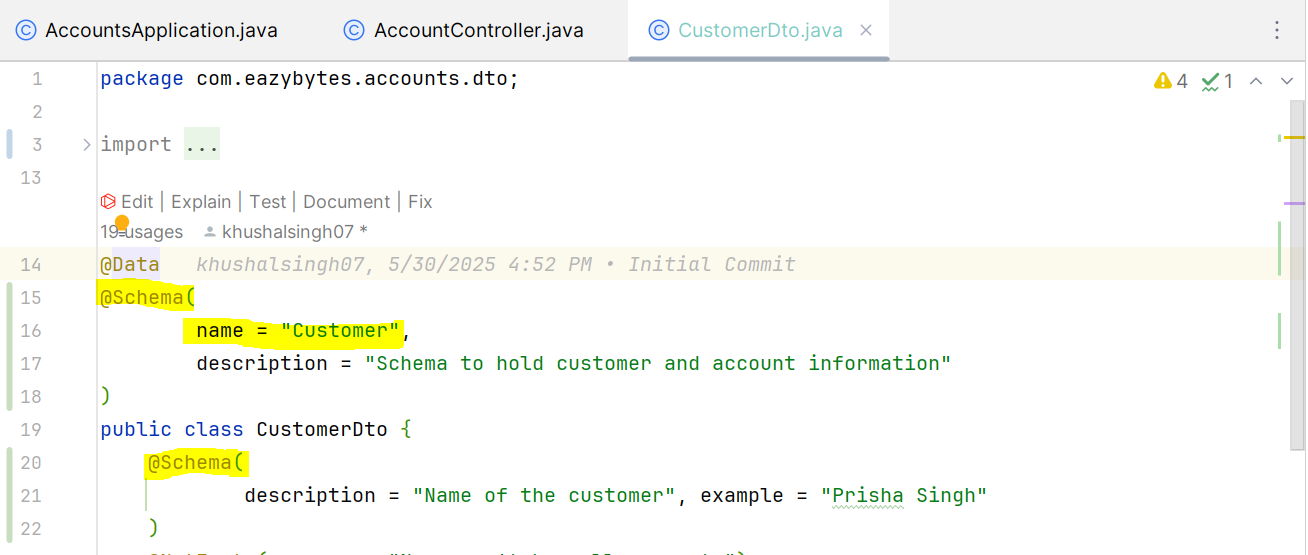 AccountsApplication.java AccountController.java CustomerDto.java
1 package com.eazybytes.accounts.dto; 4 1
2
3 import ...
13
Edit | Explain | Test | Document | Fix
19 usages khushalsingh07 *
14 @Data khushalsingh07, 5/30/2025 4:52 PM • Initial Commit
15 @Schema(
16 name = "Customer",
17 description = "Schema to hold customer and account information"
18 )
19 public class CustomerDto {
20 @Schema(
21 description = "Name of the customer", example = "Prisha Singh"
22 )